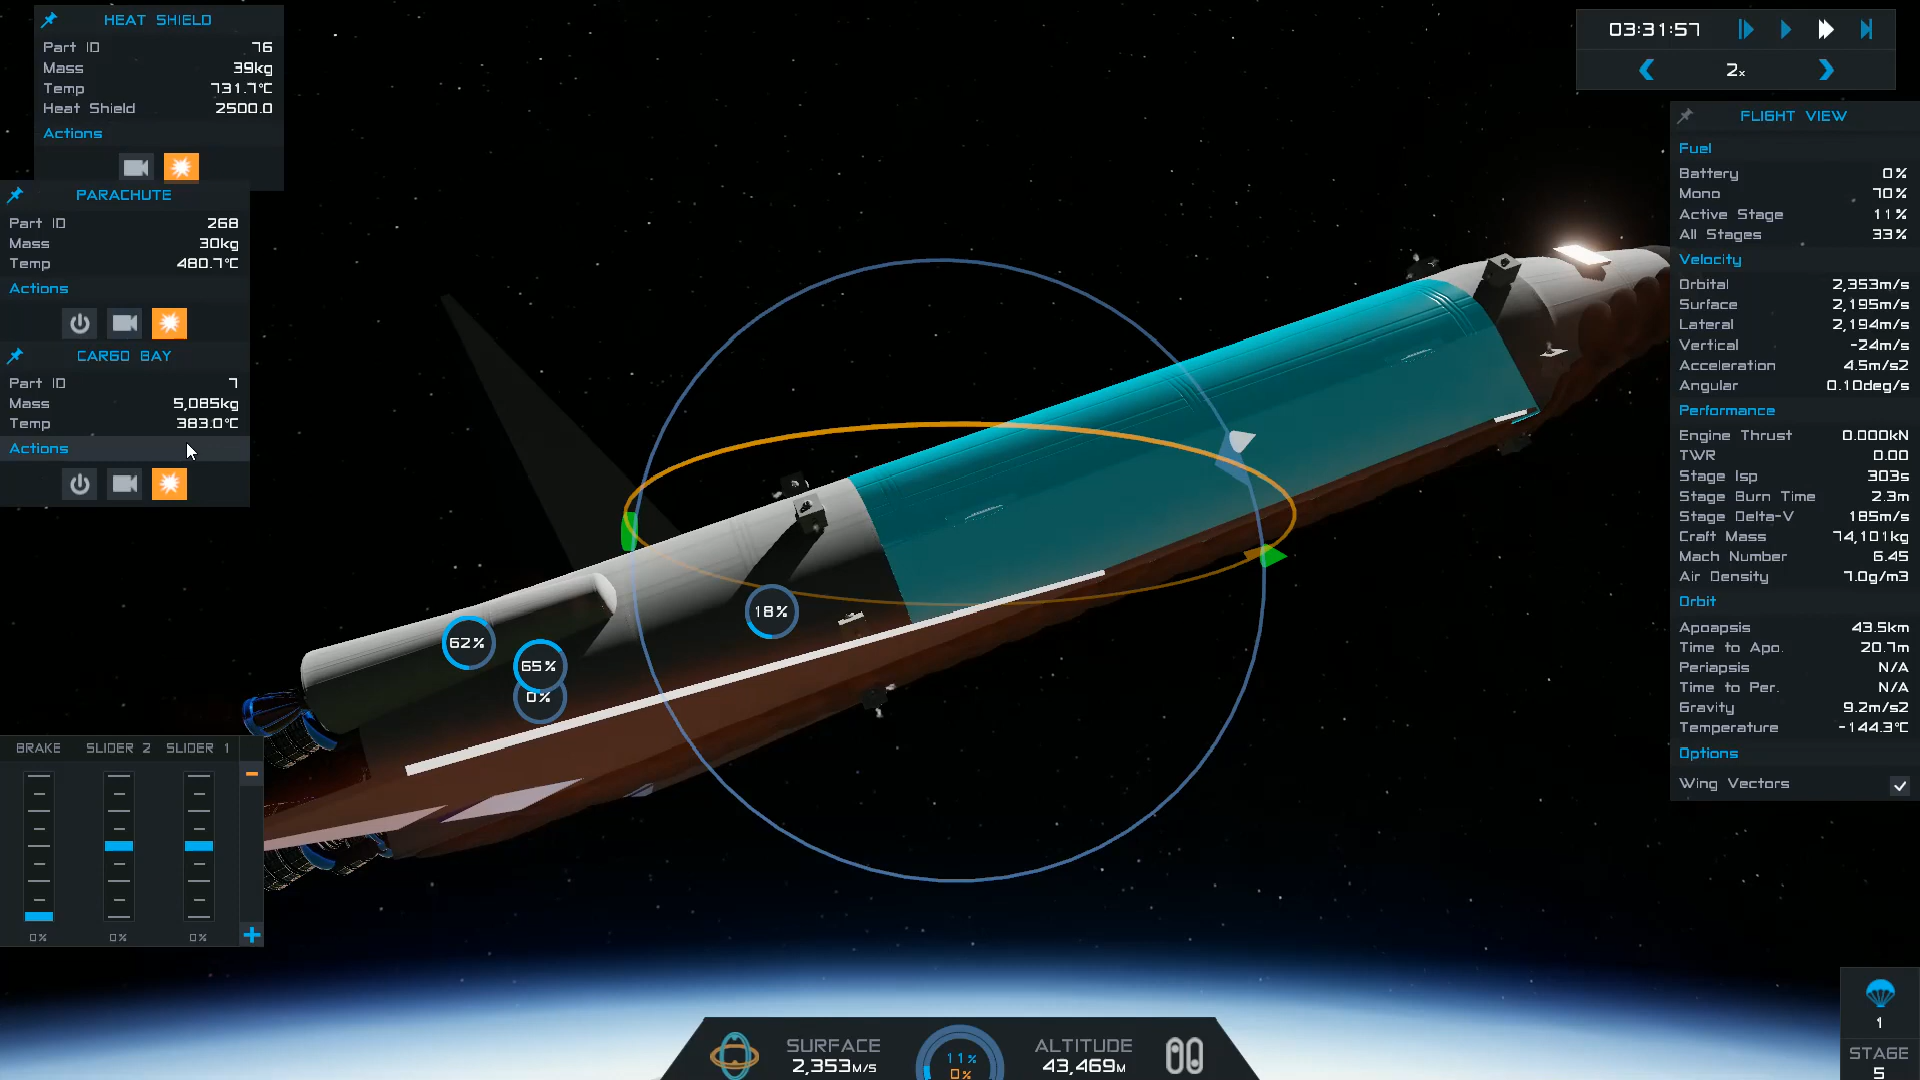 HEAT SHIELD
Part ID 76
Mass 39kg
Temp 731.7°C
Heat Shield 2500.0
Actions
PARACHUTE
Part ID 268
Mass 30kg
Temp 480.7°C
Actions
CARGO BAY
Part ID 7
Mass 5,085kg
Temp 383.0°C
Actions
62%
65%
0%
18%
BRAKE SLIDER 2 SLIDER 1
0% 0% 0%
03:31:57
2x
FLIGHT VIEW
Fuel
Battery 0%
Mono 70%
Active Stage 11%
All Stages 33%
Velocity
Orbital 2,353m/s
Surface 2,195m/s
Lateral 2,194m/s
Vertical -24m/s
Acceleration 4.5m/s2
Angular 0.10deg/s
Performance
Engine Thrust 0.000kN
TWR 0.00
Stage Isp 303s
Stage Burn Time 2.3m
Stage Delta-V 185m/s
Craft Mass 74,101kg
Mach Number 6.45
Air Density 7.0g/m3
Orbit
Apoapsis 43.5km
Time to Apo. 20.7m
Periapsis N/A
Time to Per. N/A
Gravity 9.2m/s2
Temperature -144.3°C
Options
Wing Vectors
SURFACE
2,353M/S
11%
0%
ALTITUDE
43,469M
1
STAGE
5